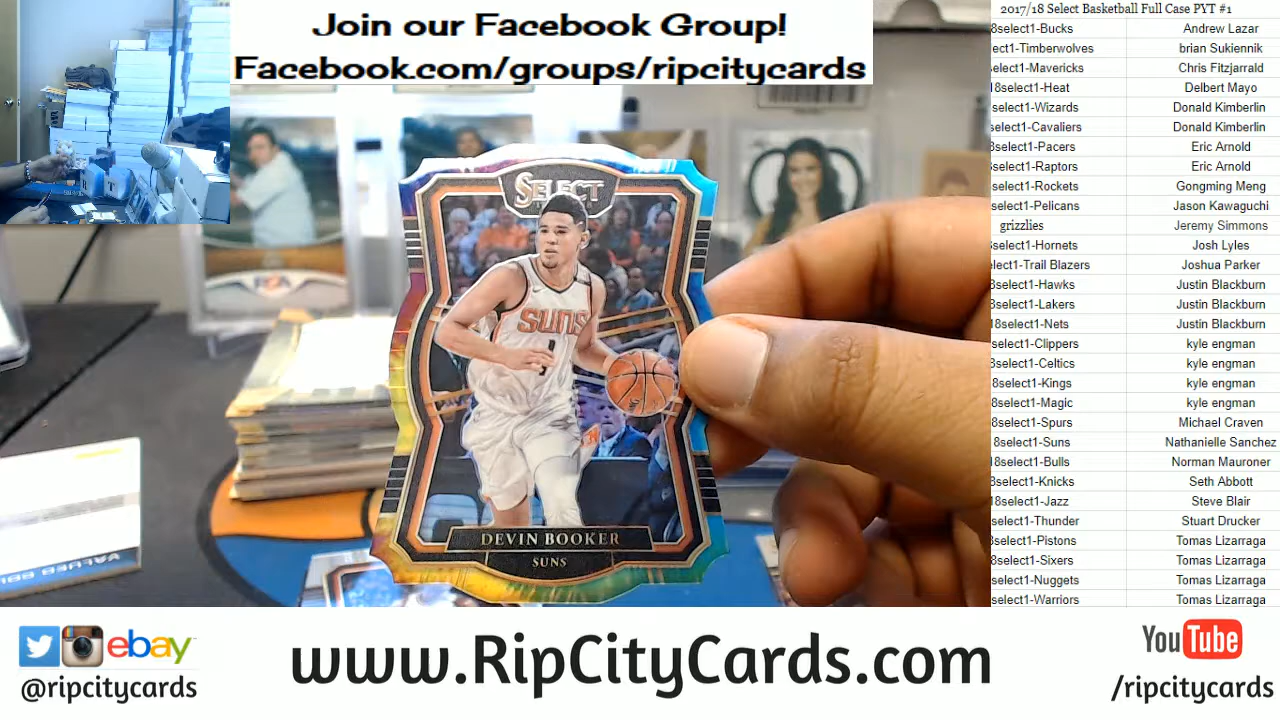 Join our Facebook Group!
Facebook.com/groups/ripcitycards
2017/18 Select Basketball Full Case PYT #1
8select1-Bucks Andrew Lazar
ect1-Timberwolves brian Sukiennik
elect1-Mavericks Chris Fitzjarrald
18select1-Heat Delbert Mayo
select1-Wizards Donald Kimberlin
select1-Cavaliers Donald Kimberlin
select1-Pacers Eric Arnold
select1-Raptors Eric Arnold
select1-Rockets Gongming Meng
select1-Pelicans Jason Kawaguchi
grizzlies Jeremy Simmons
select1-Hornets Josh Lyles
elect1-Trail Blazers Joshua Parker
8select1-Hawks Justin Blackburn
select1-Lakers Justin Blackburn
18select1-Nets Justin Blackburn
select1-Clippers kyle engman
select1-Celtics kyle engman
8select1-Kings kyle engman
8select1-Magic kyle engman
8select1-Spurs Michael Craven
8select1-Suns Nathanielle Sanchez
18select1-Bulls Norman Mauroner
8select1-Knicks Seth Abbott
18select1-Jazz Steve Blair
select1-Thunder Stuart Drucker
select1-Pistons Tomas Lizarraga
8select1-Sixers Tomas Lizarraga
select1-Nuggets Tomas Lizarraga
select1-Warriors Tomas Lizarraga
SELECT
SUNS
1
DEVIN BOOKER
SUNS
ebay
@ripcitycards
www.RipCityCards.com
YouTube
/ripcitycards